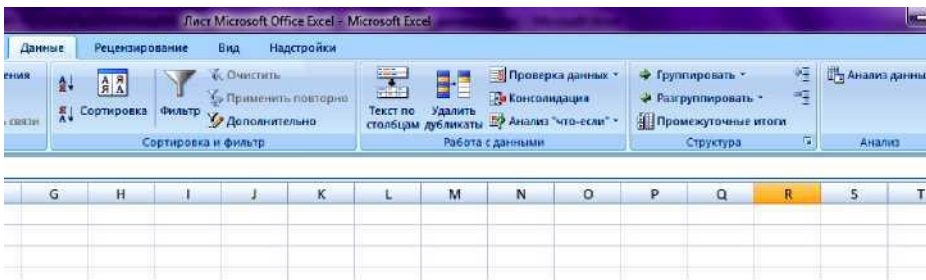 Лист Microsoft Office Excel - Microsoft Excel
Данные Рецензирование Вид Надстройки
Очистить Проверка данных Группировать
Сортировка Фильтр Применить повторно Текст по столбцам Удалить дубликаты Консолидация Разгруппировать Анализ
связи Дополнительно Анализ "что-если" Промежуточные итоги
Сортировка и фильтр Работа с данными Структура Анализ
G H I J K L M N O P Q R S T